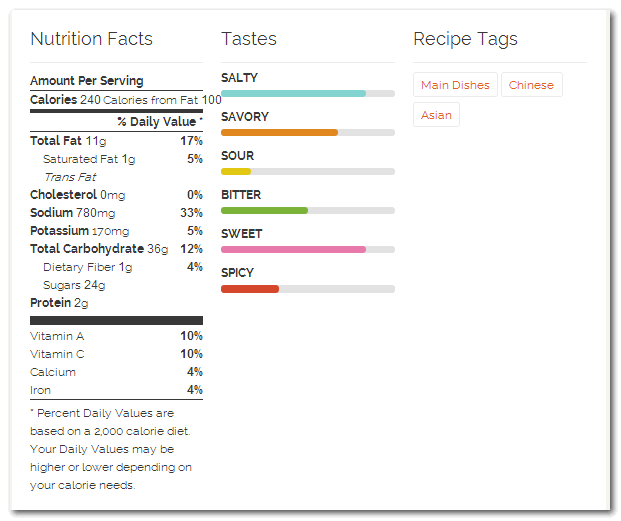 Nutrition Facts
Amount Per Serving
Calories 240 Calories from Fat 100
% Daily Value *
Total Fat 11g 17%
Saturated Fat 1g 5%
Trans Fat
Cholesterol 0mg 0%
Sodium 780mg 33%
Potassium 170mg 5%
Total Carbohydrate 36g 12%
Dietary Fiber 1g 4%
Sugars 24g
Protein 2g
Vitamin A 10%
Vitamin C 10%
Calcium 4%
Iron 4%
* Percent Daily Values are
based on a 2,000 calorie diet.
Your Daily Values may be
higher or lower depending on
your calorie needs.
Tastes
SALTY
SAVORY
SOUR
BITTER
SWEET
SPICY
Recipe Tags
Main Dishes Chinese
Asian